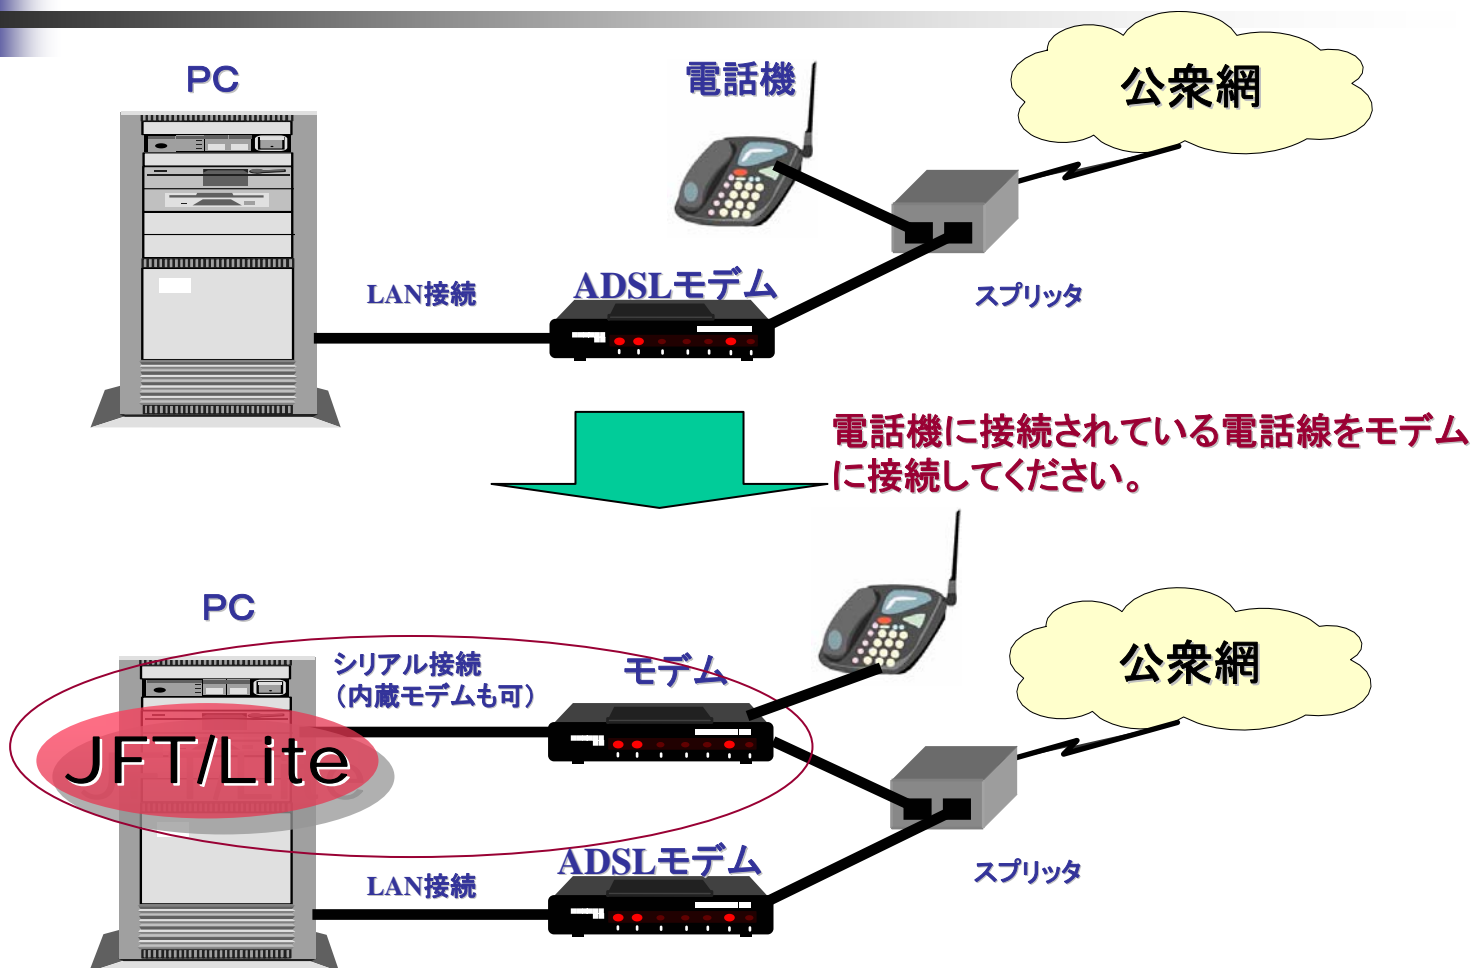 PC
電話機
公衆網
LAN接続
ADSLモデム
スプリッタ
電話機に接続されている電話線をモデム
に接続してください。
PC
シリアル接続
（内蔵モデムも可）
モデム
公衆網
JFT/Lite
ADSLモデム
LAN接続
スプリッタ